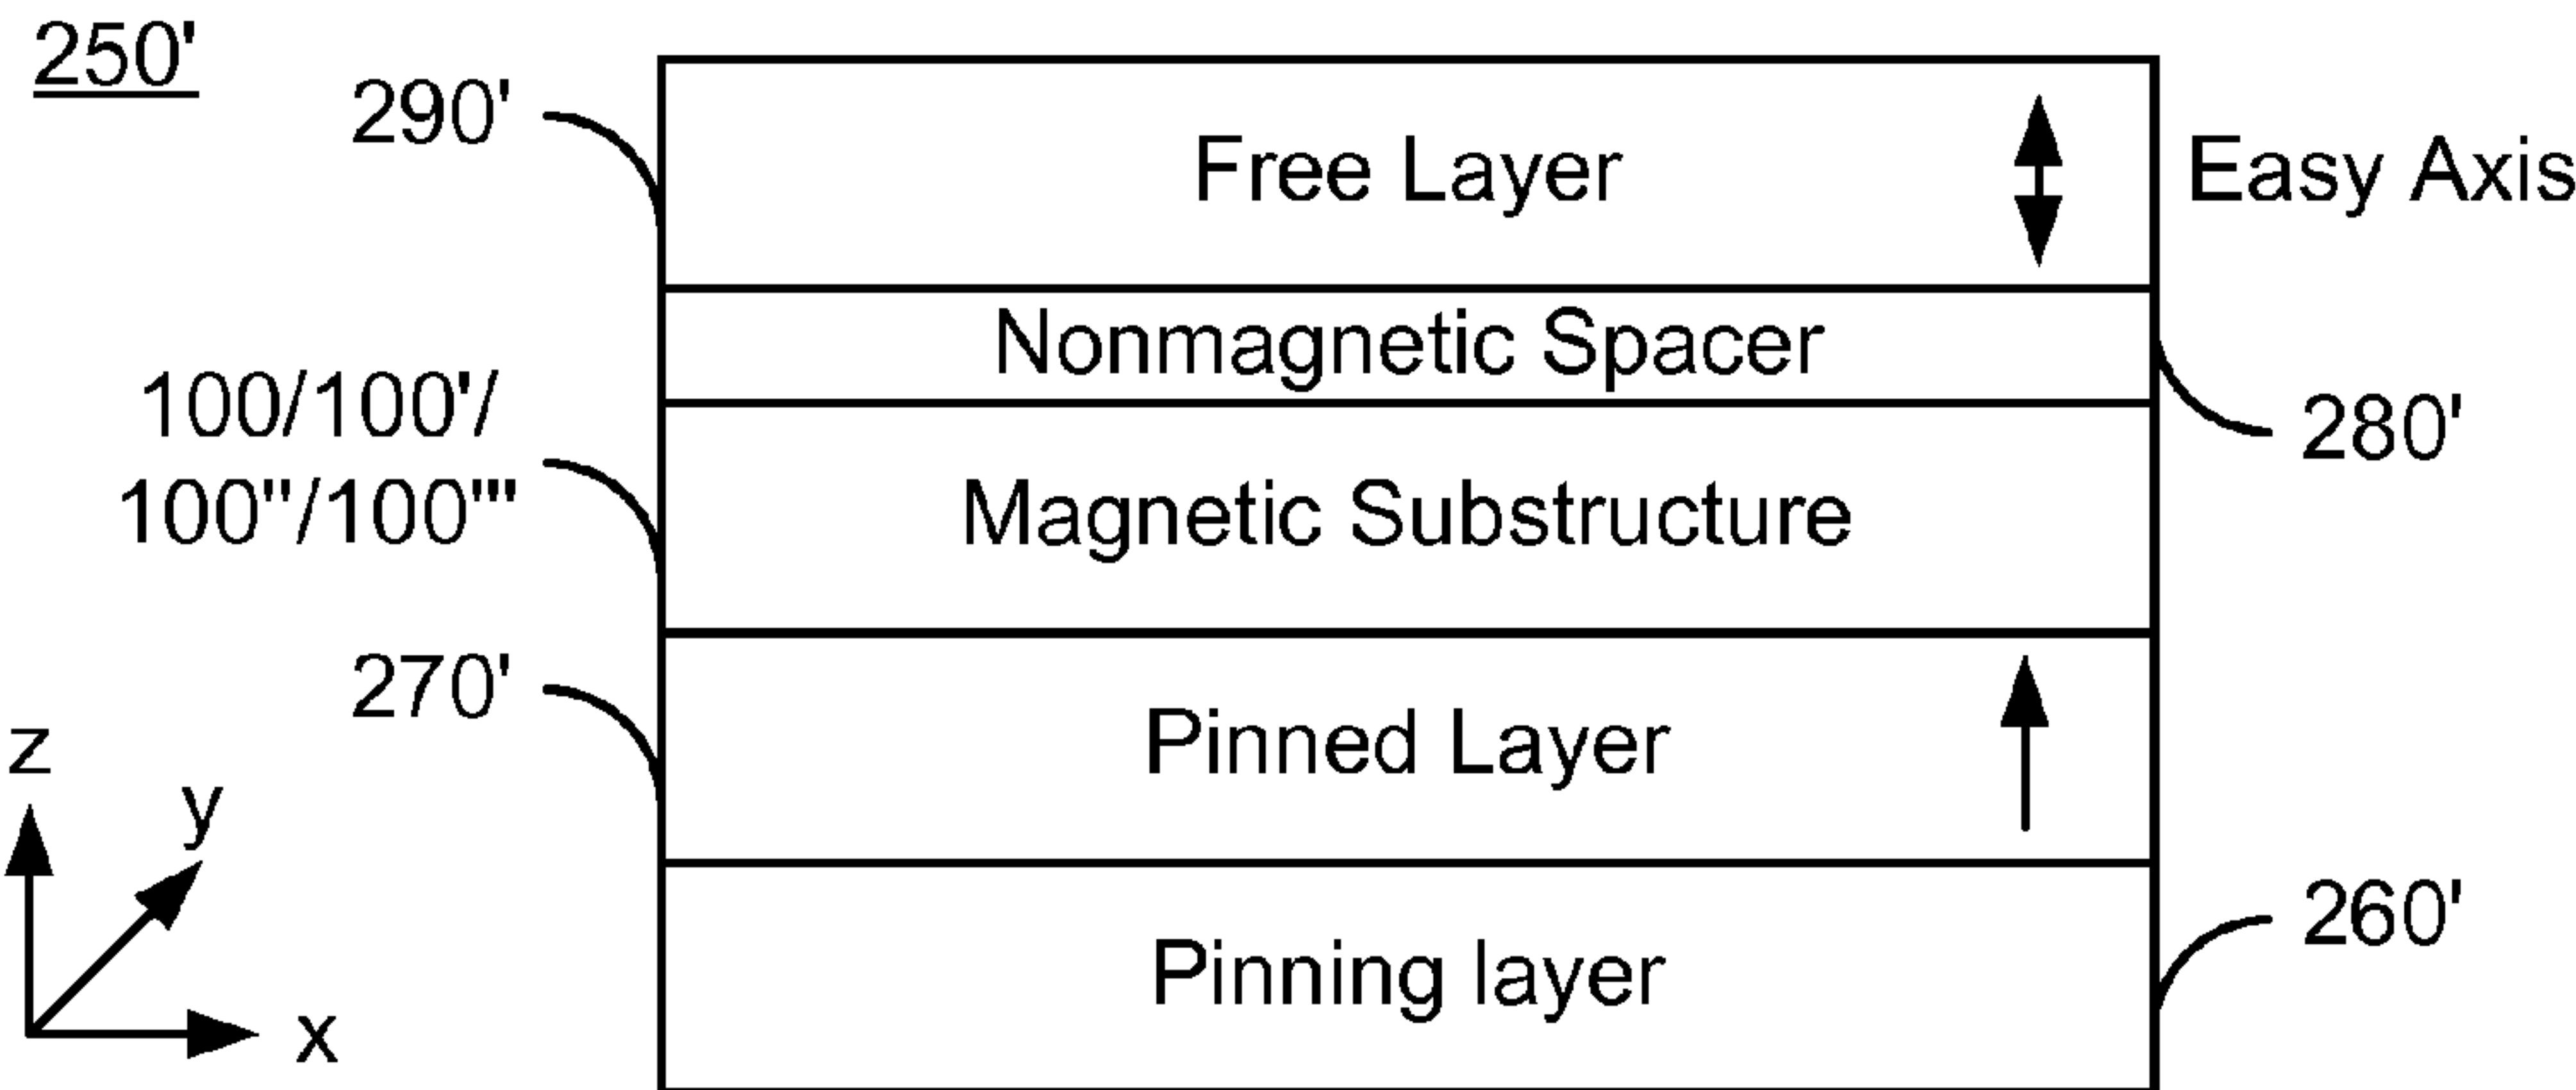 250'
290'
Free Layer
Easy Axis
Nonmagnetic Spacer
280'
100/100'/
100"/100'"
Magnetic Substructure
270'
Pinned Layer
z
y
x
Pinning layer
260'